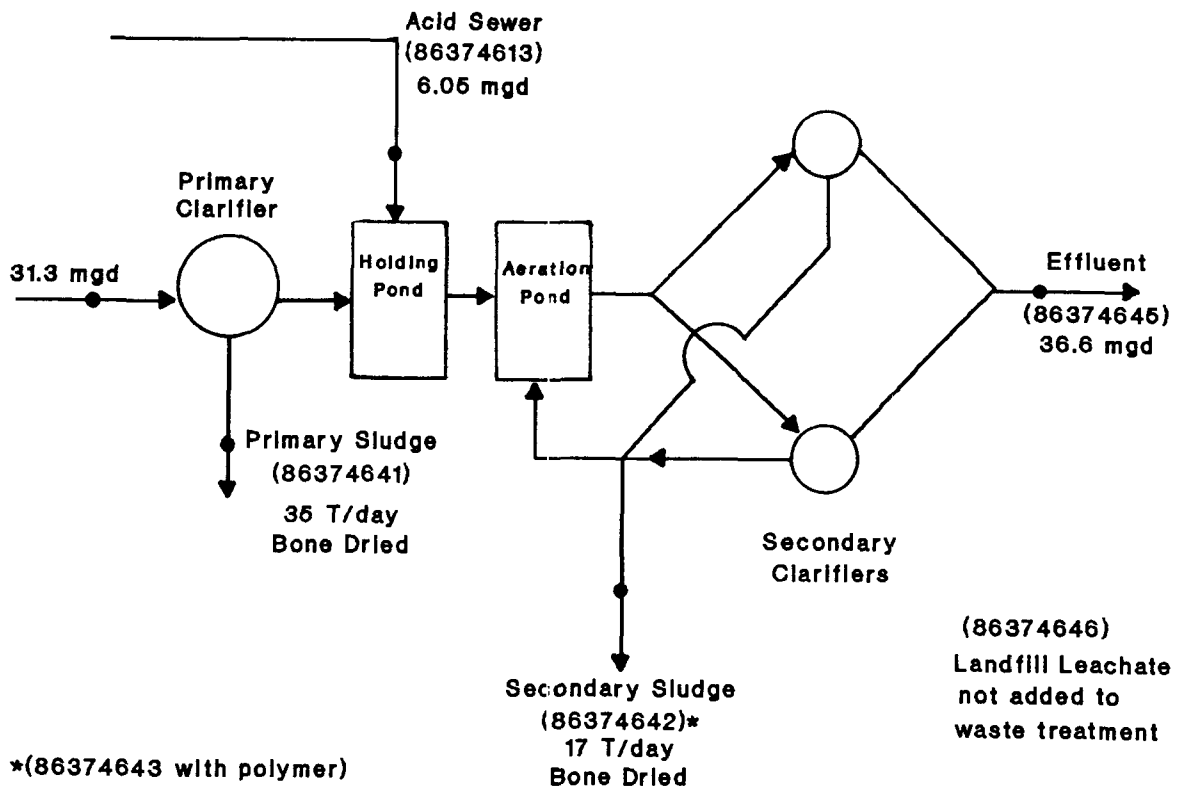 Acid Sewer
(86374613)
6.05 mgd
Primary
Clarifier
31.3 mgd
Holding
Pond
Aeration
Pond
Effluent
(86374645)
36.6 mgd
Primary Sludge
(86374641)
35 T/day
Bone Dried
Secondary
Clarifiers
(86374646)
Landfill Leachate
not added to
waste treatment
Secondary Sludge
(86374642)*
17 T/day
Bone Dried
*(86374643 with polymer)